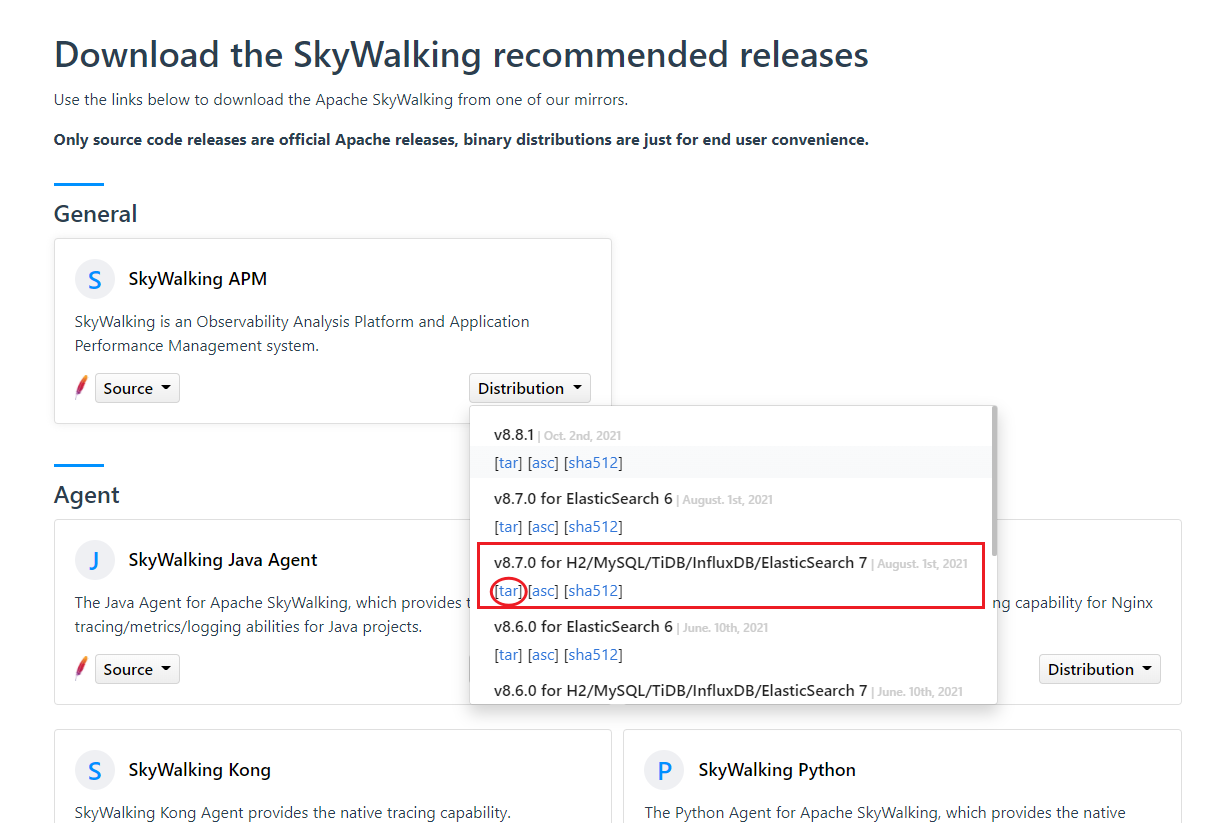 Download the SkyWalking recommended releases
Use the links below to download the Apache SkyWalking from one of our mirrors.
Only source code releases are official Apache releases, binary distributions are just for end user convenience.
General
S SkyWalking APM
SkyWalking is an Observability Analysis Platform and Application
Performance Management system.
Source Distribution
v8.8.1 | Oct. 2nd, 2021
[tar] [asc] [sha512]
v8.7.0 for ElasticSearch 6 | August. 1st, 2021
[tar] [asc] [sha512]
v8.7.0 for H2/MySQL/TiDB/InfluxDB/ElasticSearch 7 | August. 1st, 2021
[tar] [asc] [sha512]
v8.6.0 for ElasticSearch 6 | June. 10th, 2021
[tar] [asc] [sha512]
v8.6.0 for H2/MySQL/TiDB/InfluxDB/ElasticSearch 7 | June. 10th, 2021
Agent
J SkyWalking Java Agent
The Java Agent for Apache SkyWalking, which provides t
tracing/metrics/logging abilities for Java projects.
Source
ng capability for Nginx
Distribution
S SkyWalking Kong
SkyWalking Kong Agent provides the native tracing capability.
P SkyWalking Python
The Python Agent for Apache SkyWalking, which provides the native